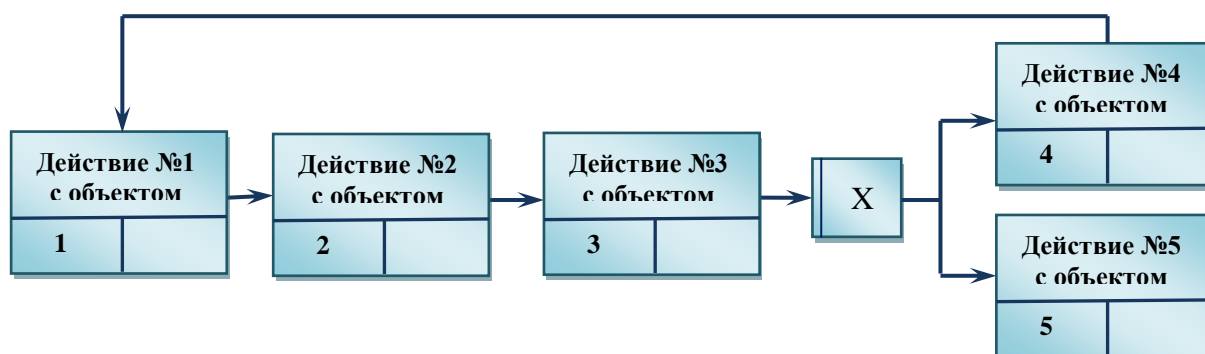 Действие №1
с объектом
1
Действие №2
с объектом
2
Действие №3
с объектом
3
X
Действие №4
с объектом
4
Действие №5
с объектом
5